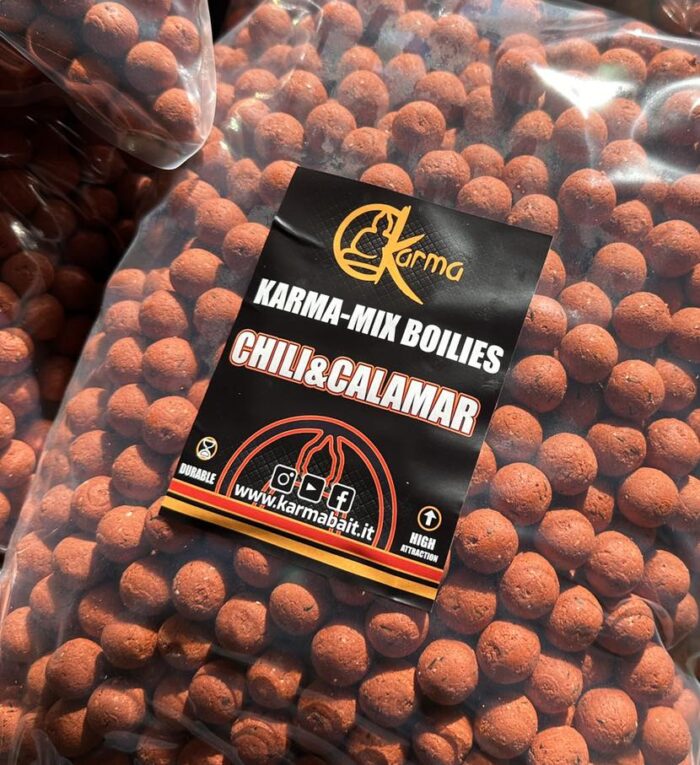 Karma
KARMA-MIX BOILIES
CHILI&CALAMAR
DURABLE
www.karmabait.it
HIGH
ATTRACTION